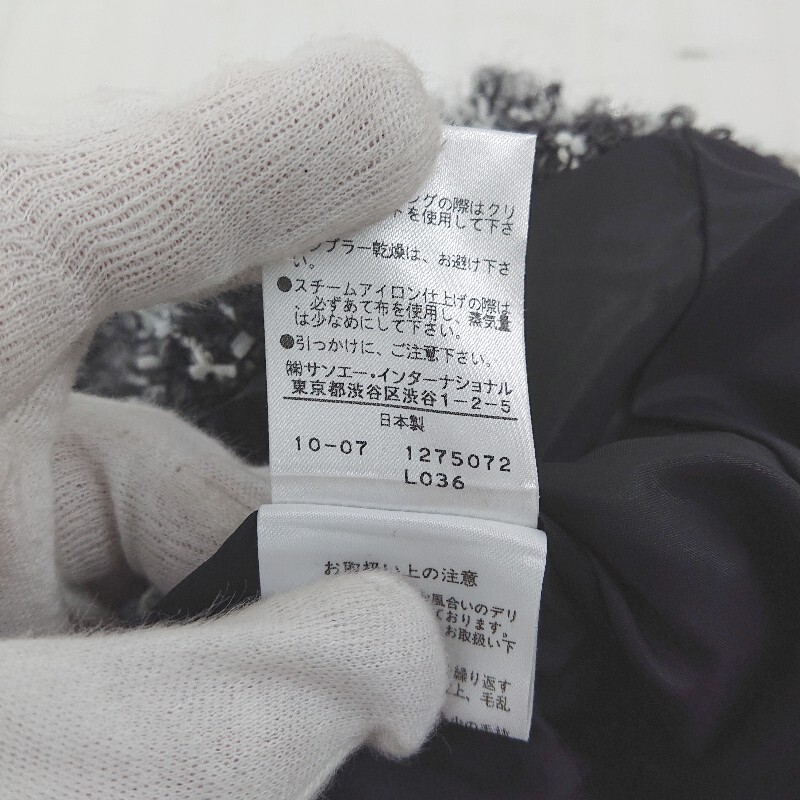 ングの際はクリ
トを使用して下さ
ンブラー乾燥は、お避け下さ
い。
●スチームアイロン仕上げの際は
、必ずあて布を使用し、蒸気量
は少なめにして下さい。
●引っかけに、ご注意下さい。
㈱サンエー・インターナショナル
東京都渋谷区渋谷1-2-5
日本製
10-07 1275072
L036
お取扱い上の注意
風合いのデリ
ております。
お取扱い下
繰り返す
上、毛乱